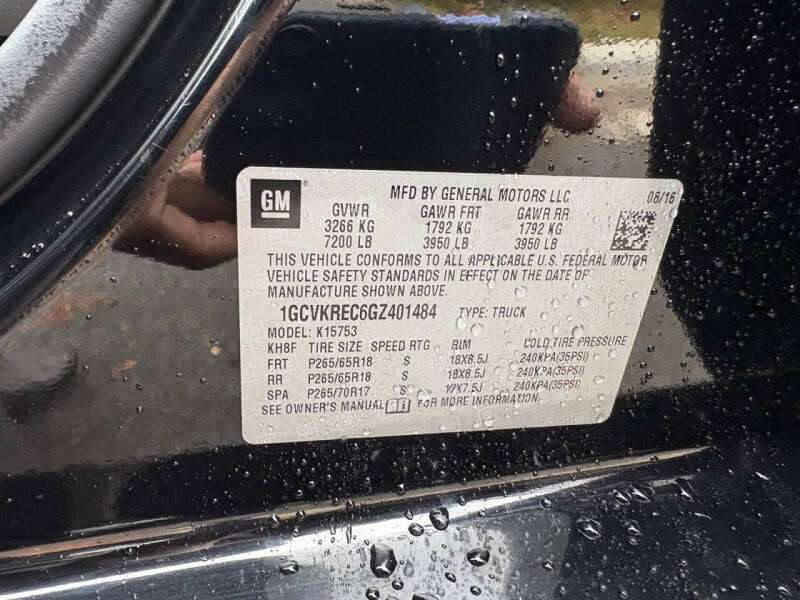 GM
MFD BY GENERAL MOTORS LLC 06/16
GVWR GAWR FRT GAWR RR
3266 KG 1792 KG 1792 KG
7200 LB 3950 LB 3950 LB
THIS VEHICLE CONFORMS TO ALL APPLICABLE U.S. FEDERAL MOTOR
VEHICLE SAFETY STANDARDS IN EFFECT ON THE DATE OF
MANUFACTURE SHOWN ABOVE.
1GCVKREC6GZ401484 TYPE: TRUCK
MODEL: K15753
KH8F TIRE SIZE SPEED RTG RIM COLD TIRE PRESSURE
FRT P265/65R18 S 18X8.5J 240KPA(35PSI)
RR P265/65R18 S 18X8.5J 240KPA(35PSI)
SPA P265/70R17 S 17X7.5J 240KPA(35PSI)
SEE OWNER'S MANUAL FOR MORE INFORMATION.